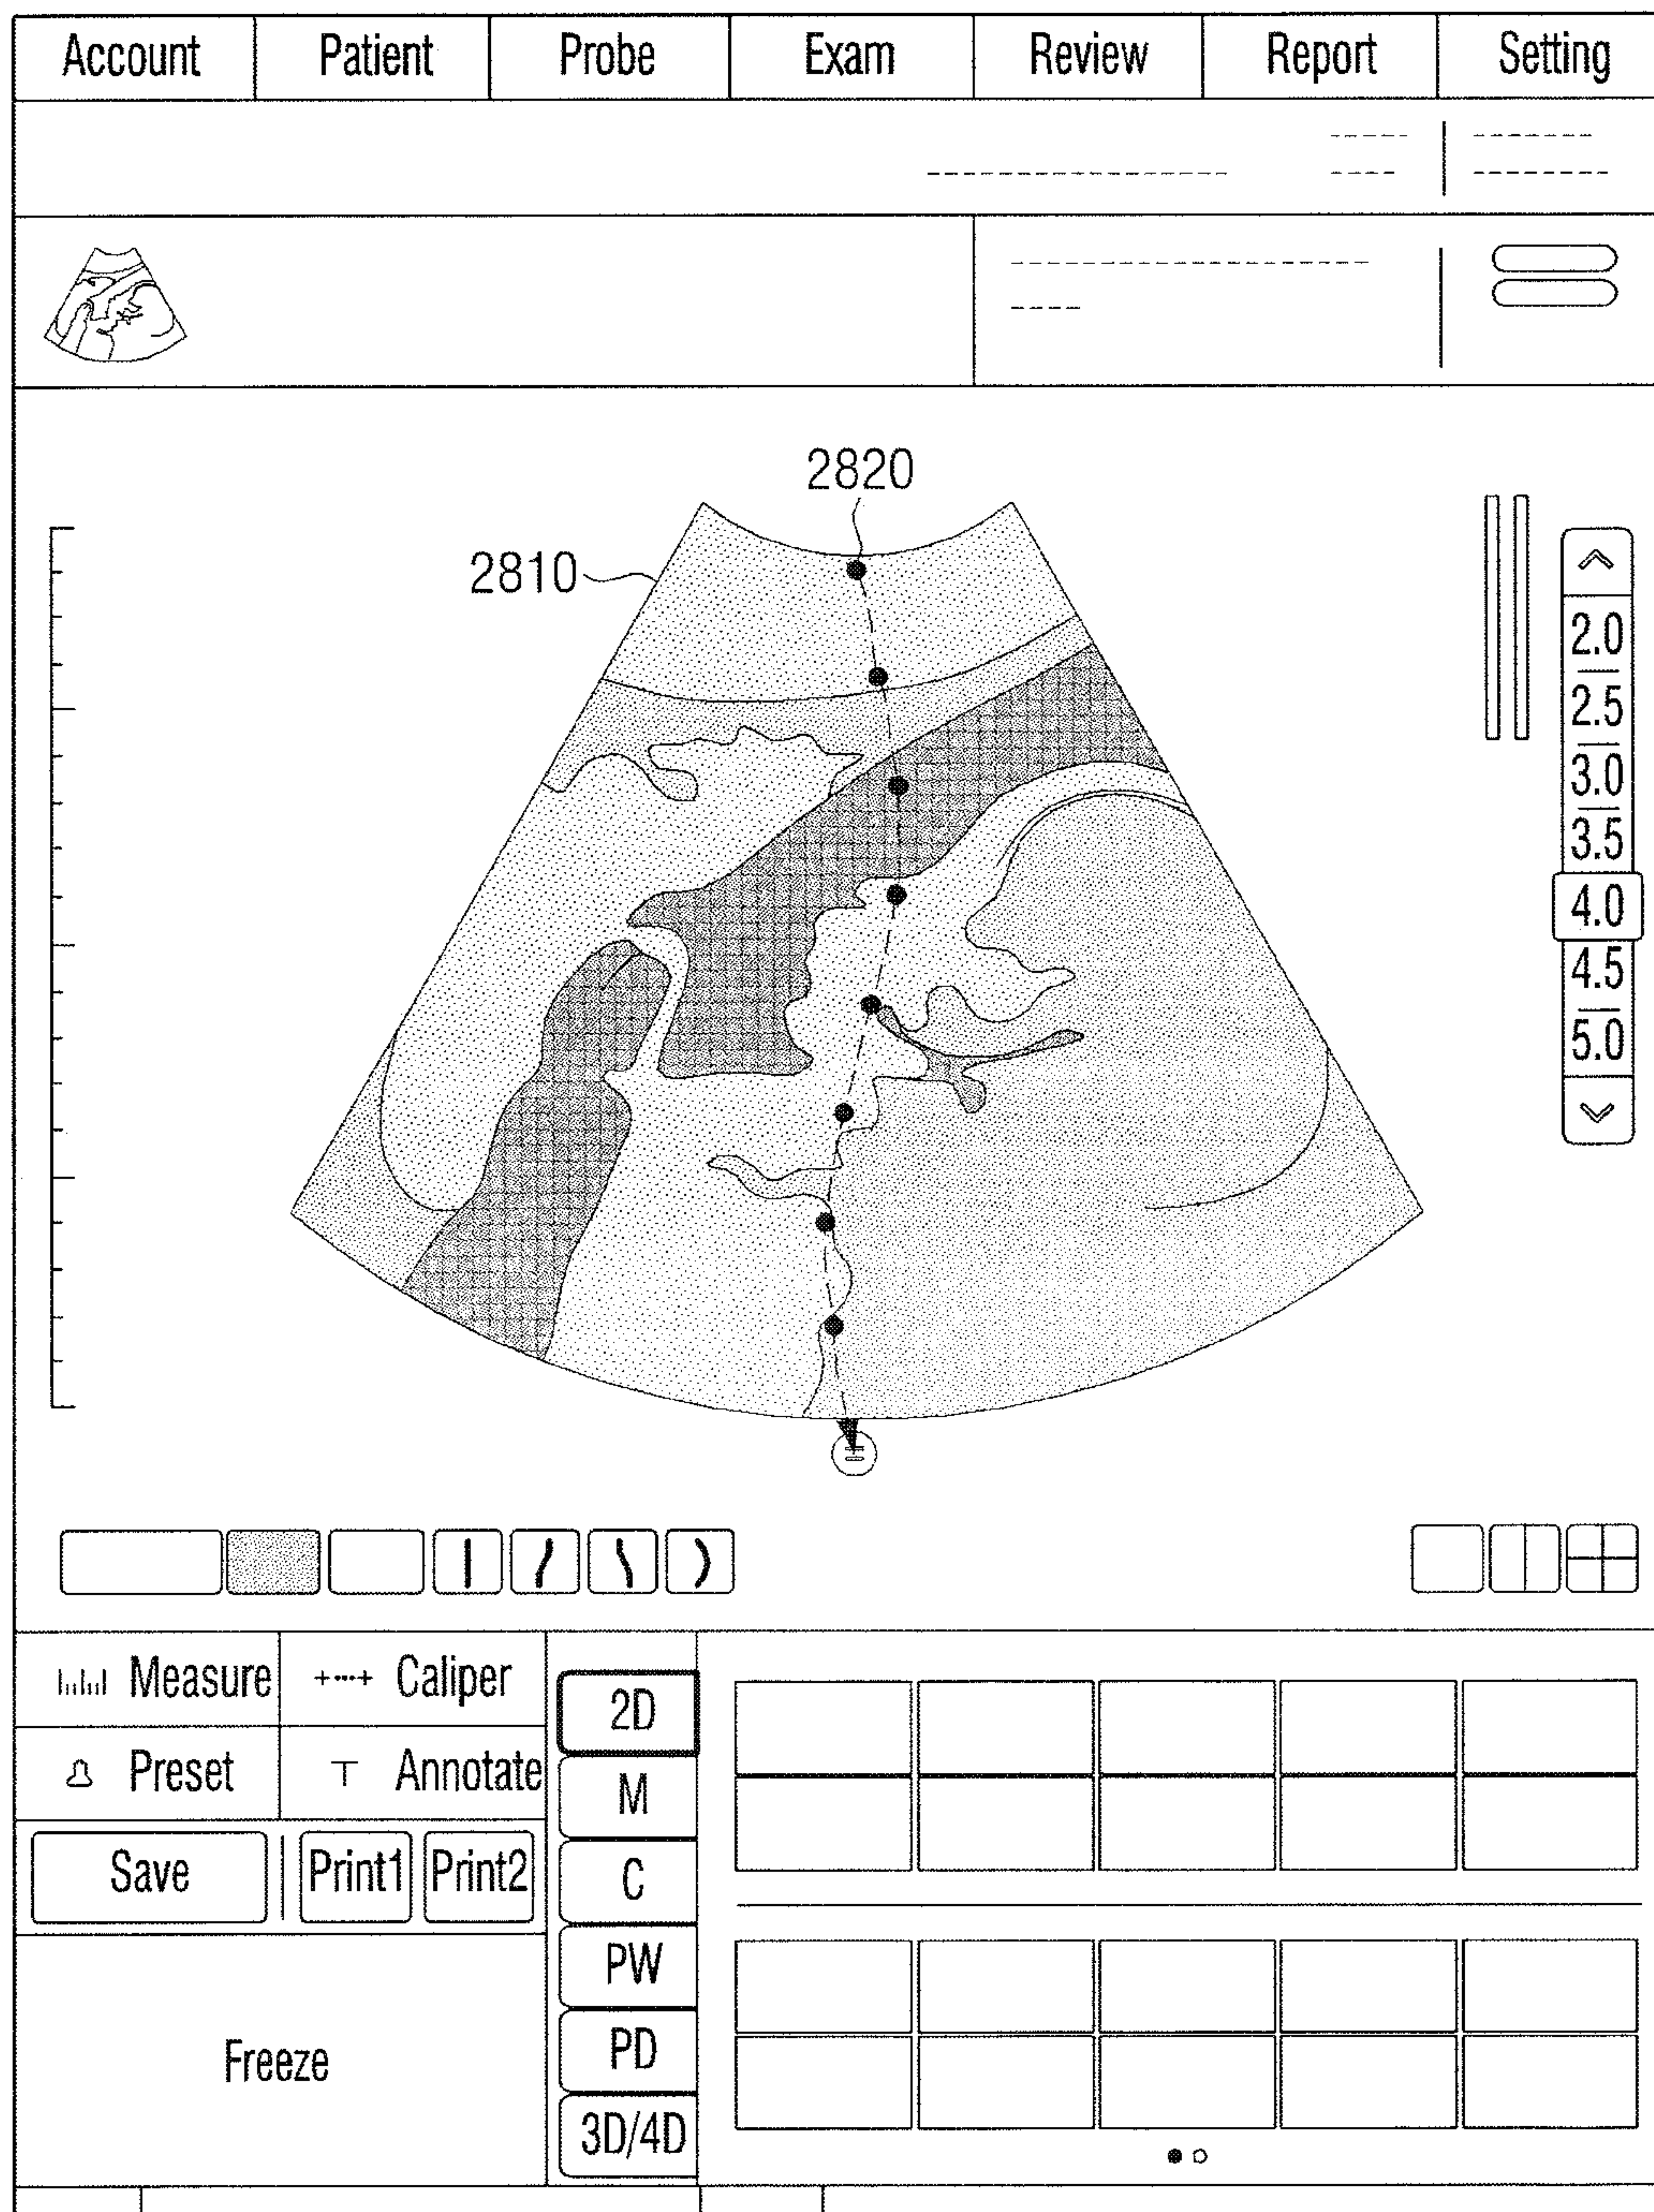 Account Patient Probe Exam Review Report Setting
2820
2810
2.0
2.5
3.0
3.5
4.0
4.5
5.0
Measure Caliper
Preset Annotate
Save Print1 Print2
Freeze
2D
M
C
PW
PD
3D/4D